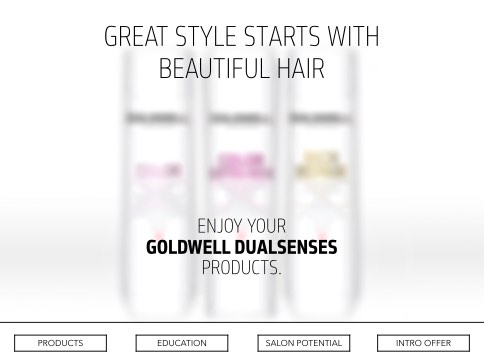 GREAT STYLE STARTS WITH
BEAUTIFUL HAIR
ENJOY YOUR
GOLDWELL DUALSENSES
PRODUCTS.
PRODUCTS
EDUCATION
SALON POTENTIAL
INTRO OFFER